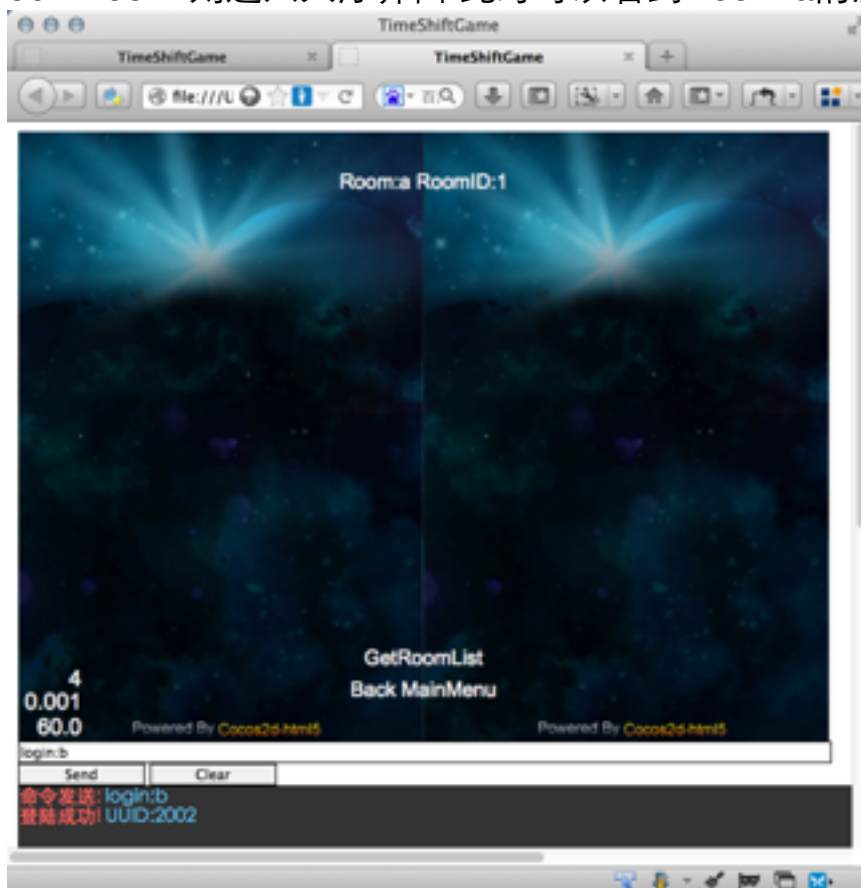 TimeShiftGame
TimeShiftGame
TimeShiftGame
file:///U
Room:a RoomID:1
GetRoomList
Back MainMenu
4
0.001
60.0
Powered By Cocos2d-html5
Powered By Cocos2d-html5
login:b
Send
Clear
命令发送: login:b
登陆成功! UUID:2002